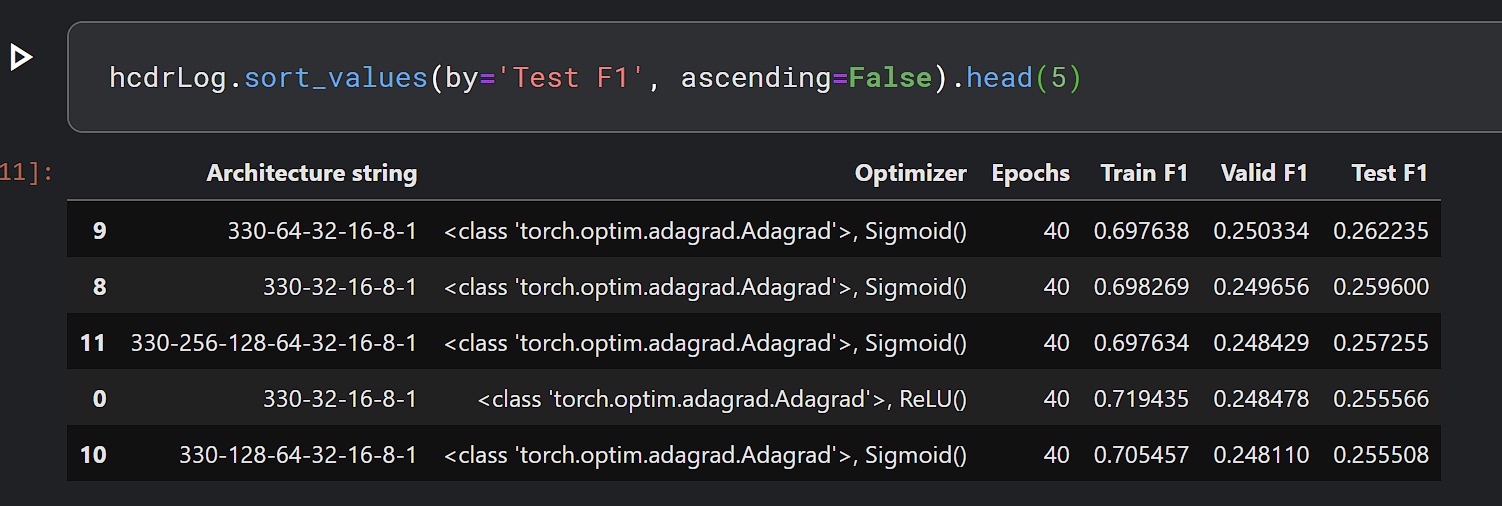 hcdrLog.sort_values(by='Test F1', ascending=False).head(5)
11]:
Architecture string Optimizer Epochs Train F1 Valid F1 Test F1
9 330-64-32-16-8-1 <class 'torch.optim.adagrad.Adagrad'>, Sigmoid() 40 0.697638 0.250334 0.262235
8 330-32-16-8-1 <class 'torch.optim.adagrad.Adagrad'>, Sigmoid() 40 0.698269 0.249656 0.259600
11 330-256-128-64-32-16-8-1 <class 'torch.optim.adagrad.Adagrad'>, Sigmoid() 40 0.697634 0.248429 0.257255
0 330-32-16-8-1 <class 'torch.optim.adagrad.Adagrad'>, ReLU() 40 0.719435 0.248478 0.255566
10 330-128-64-32-16-8-1 <class 'torch.optim.adagrad.Adagrad'>, Sigmoid() 40 0.705457 0.248110 0.255508